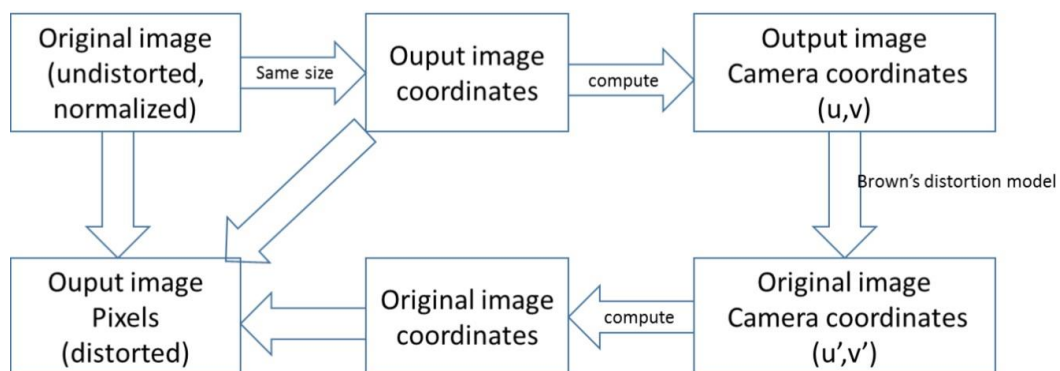 Original image
(undistorted,
normalized)
Same size
Ouput image
coordinates
compute
Output image
Camera coordinates
(u,v)
Brown's distortion model
Ouput image
Pixels
(distorted)
Original image
coordinates
compute
Original image
Camera coordinates
(u',v')